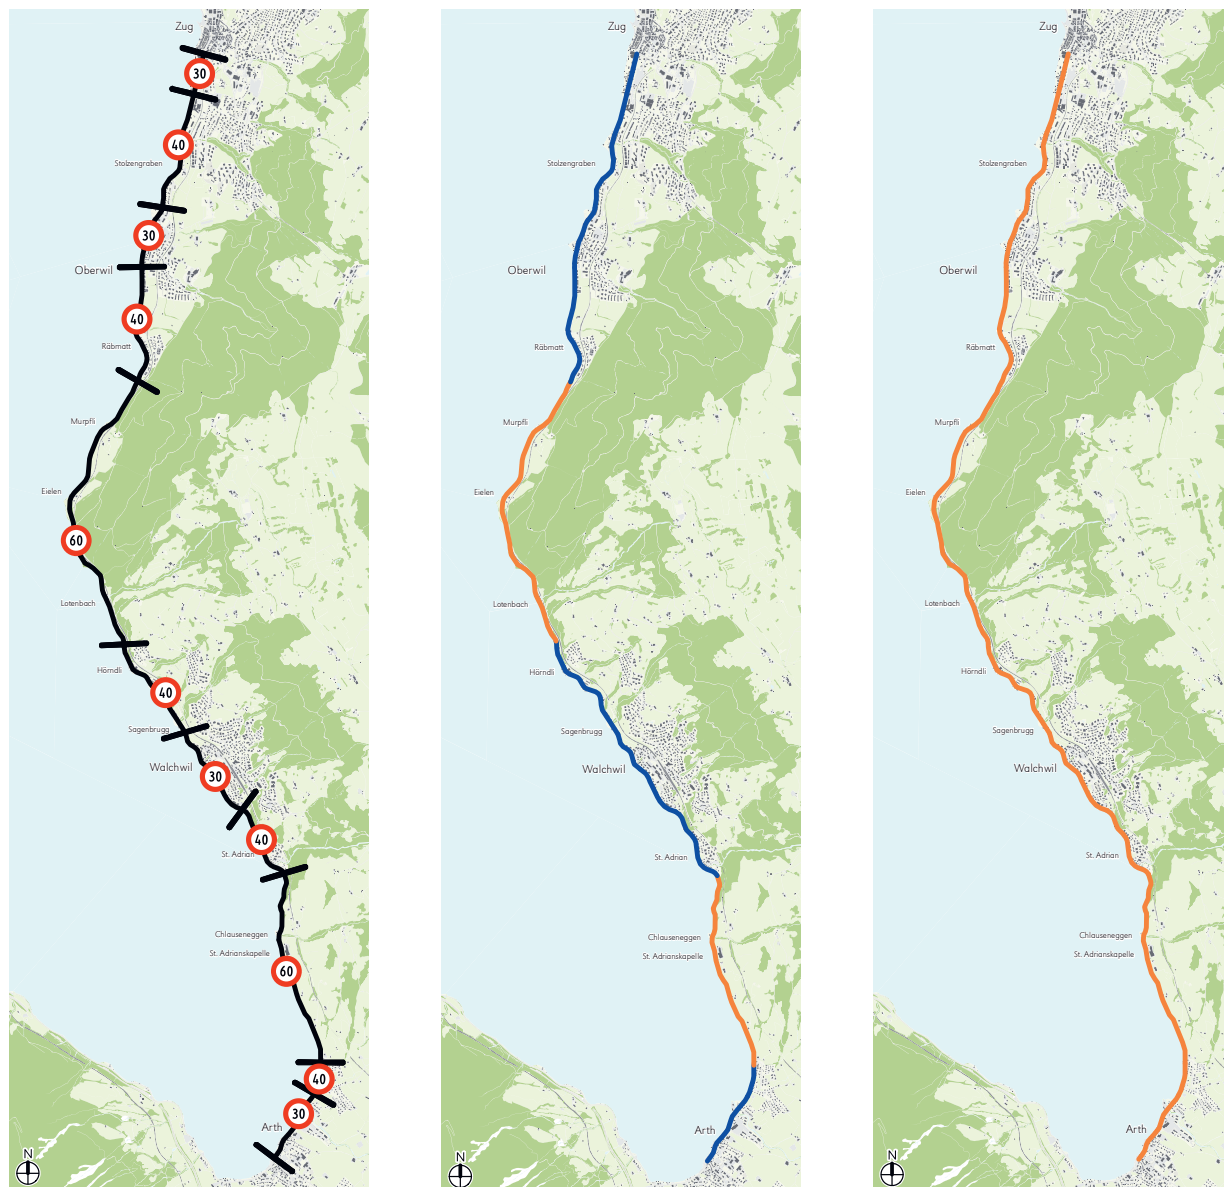 Zug
30
40
Stolzengraben
30
Oberwil
40
Räbmatt
Murpfli
Eielen
60
Lotenbach
Hörndli
40
Sagenbrugg
Walchwil
30
40
St. Adrian
Chlauseneggen
St. Adrianskapelle
60
40
30
Arth
N
Zug
Stolzengraben
Oberwil
Räbmatt
Murpfli
Eielen
Lotenbach
Hörndli
Sagenbrugg
Walchwil
St. Adrian
Chlauseneggen
St. Adrianskapelle
Arth
N
Zug
Stolzengraben
Oberwil
Räbmatt
Murpfli
Eielen
Lotenbach
Hörndli
Sagenbrugg
Walchwil
St. Adrian
Chlauseneggen
St. Adrianskapelle
Arth
N